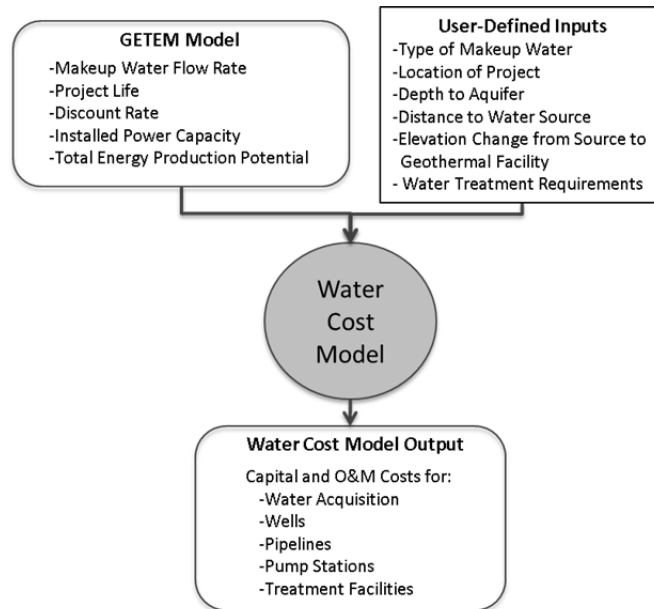 GETEM Model
-Makeup Water Flow Rate
-Project Life
-Discount Rate
-Installed Power Capacity
-Total Energy Production Potential
User-Defined Inputs
-Type of Makeup Water
-Location of Project
-Depth to Aquifer
-Distance to Water Source
-Elevation Change from Source to
Geothermal Facility
- Water Treatment Requirements
Water
Cost
Model
Water Cost Model Output
Capital and O&M Costs for:
-Water Acquisition
-Wells
-Pipelines
-Pump Stations
-Treatment Facilities